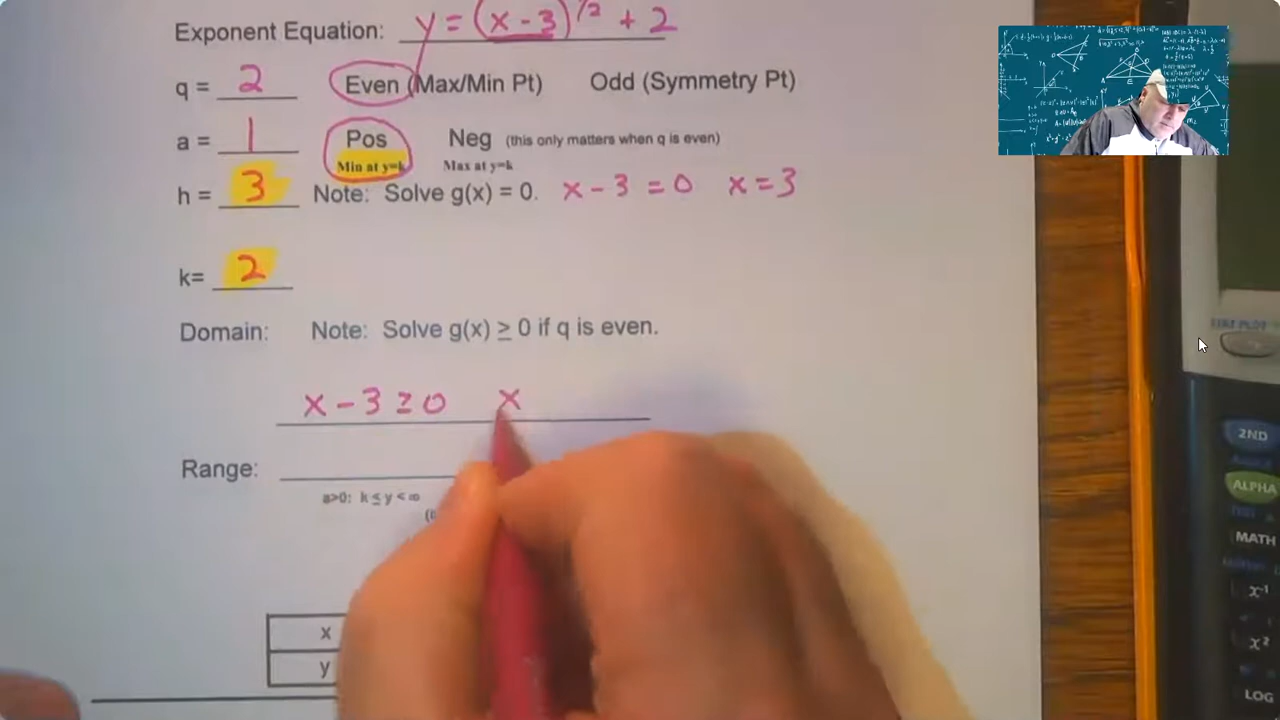 Exponent Equation: y = (x - 3)^1/2 + 2
q = 2 Even (Max/Min Pt) Odd (Symmetry Pt)
a = 1 Pos Neg (this only matters when q is even)
Min at y=k Max at y=k
h = 3 Note: Solve g(x) = 0. x - 3 = 0 x = 3
k= 2
Domain: Note: Solve g(x) ≥ 0 if q is even.
x - 3 ≥ 0 x
Range:
a>0: k ≤ y < ∞
x
y
2ND
ALPHA
MATH
x⁻¹
x²
LOG